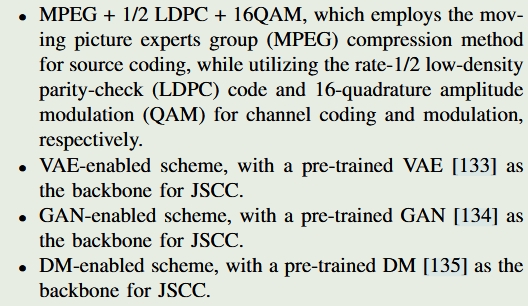 • MPEG + 1/2 LDPC + 16QAM, which employs the mov-
ing picture experts group (MPEG) compression method
for source coding, while utilizing the rate-1/2 low-density
parity-check (LDPC) code and 16-quadrature amplitude
modulation (QAM) for channel coding and modulation,
respectively.
• VAE-enabled scheme, with a pre-trained VAE [133] as
the backbone for JSCC.
• GAN-enabled scheme, with a pre-trained GAN [134] as
the backbone for JSCC.
• DM-enabled scheme, with a pre-trained DM [135] as the
backbone for JSCC.